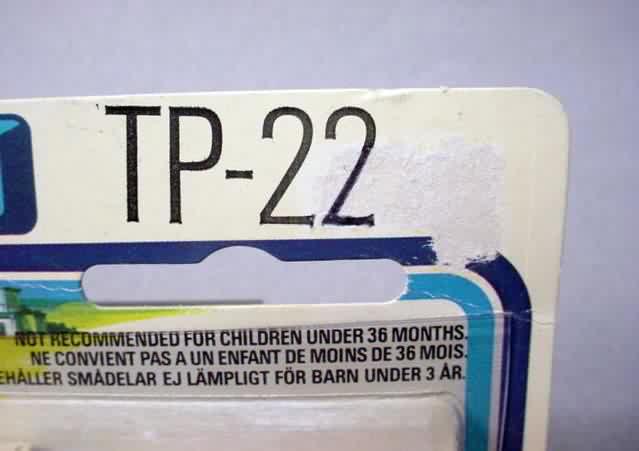 TP-22
NOT RECOMMENDED FOR CHILDREN UNDER 36 MONTHS.
NE CONVIENT PAS A UN ENFANT DE MOINS DE 36 MOIS.
EHÅLLER SMÅDELAR EJ LÄMPLIGT FÖR BARN UNDER 3 ÅR.